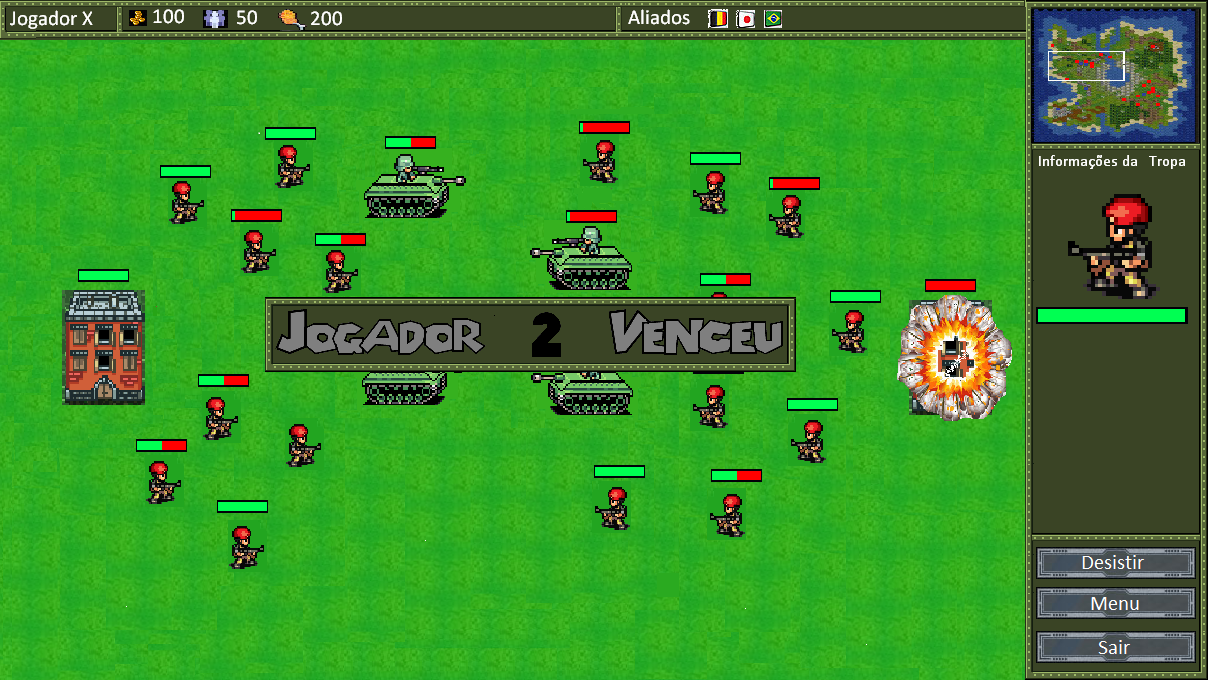 Jogador X
100
50
200
Aliados
Informações da Tropa
JOGADOR 2 VENCEU
Desistir
Menu
Sair